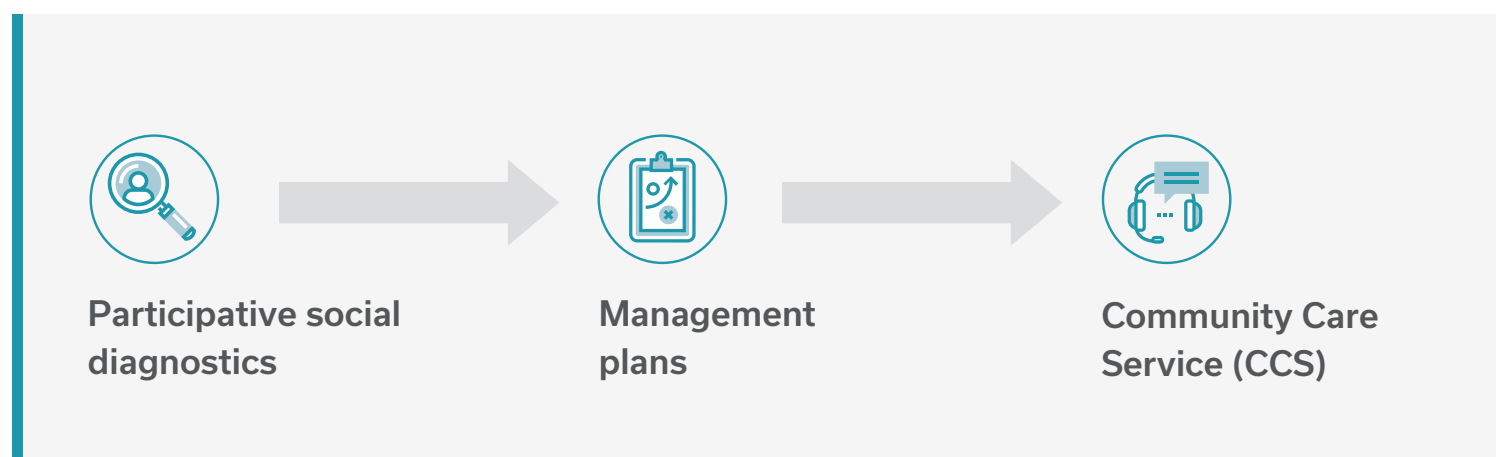 Participative social
diagnostics
Management
plans
Community Care
Service (CCS)